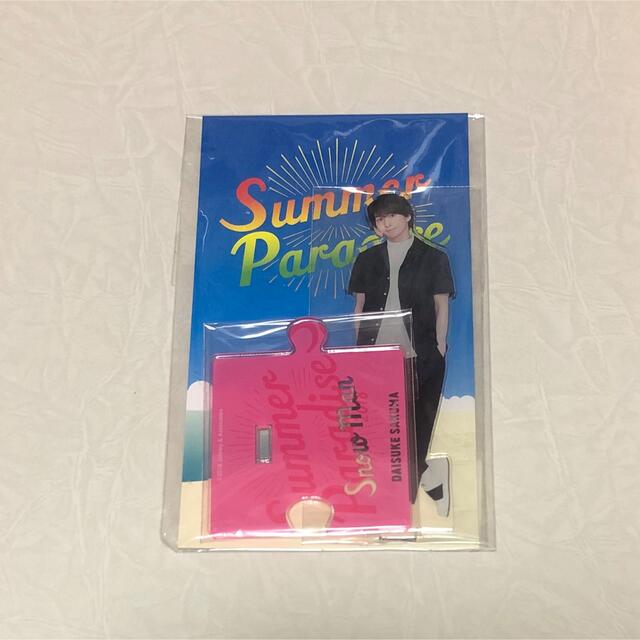 Summer
Paradise
Summer
Paradise
Snow Man
DAISUKE SAKUMA